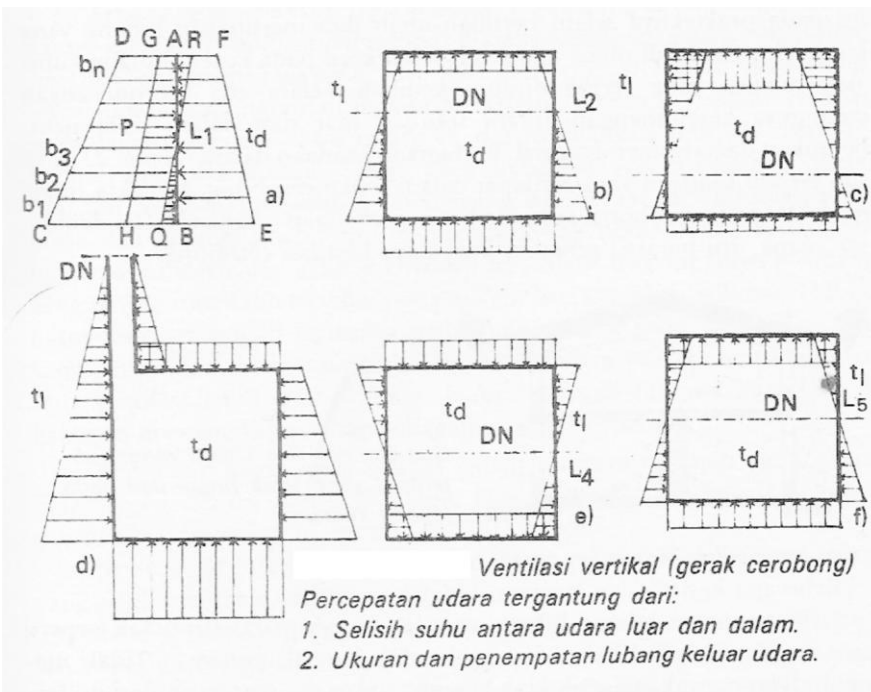 D G A R F
bn
P
L1
td
b3
b2
b1
a)
C H Q B E
tl
DN
L2
td
b)
tl
td
DN
c)
DN
tl
td
d)
td
DN
tl
L4
e)
tl
L5
DN
td
f)
Ventilasi vertikal (gerak cerobong)
Percepatan udara tergantung dari:
1. Selisih suhu antara udara luar dan dalam.
2. Ukuran dan penempatan lubang keluar udara.